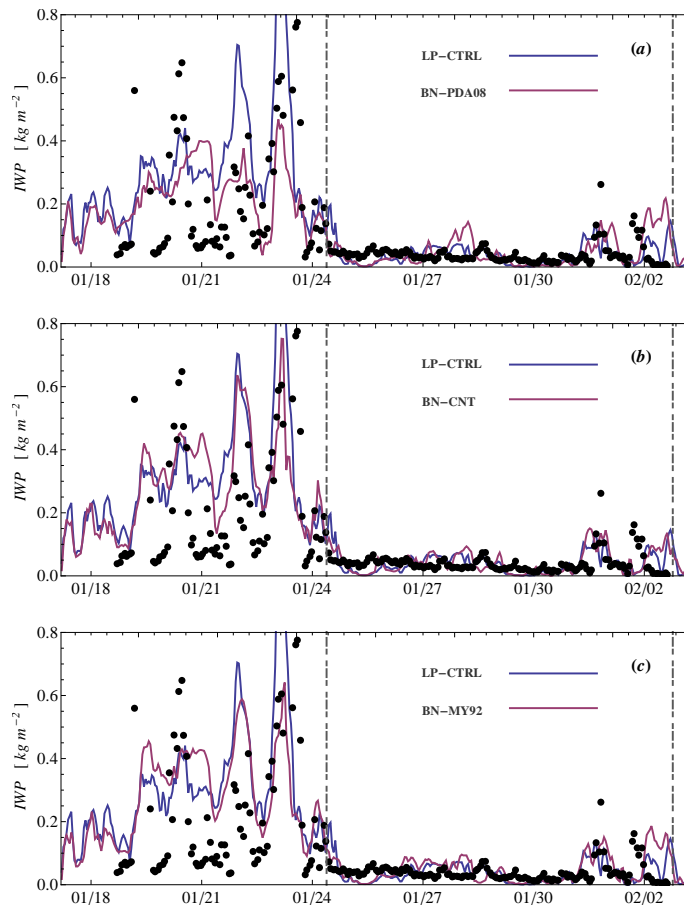 0.8
(a)
LP−CTRL
0.6
BN−PDA08
IWP [ kg m⁻² ]
0.4
0.2
0.0
01/18 01/21 01/24 01/27 01/30 02/02
0.8
(b)
LP−CTRL
0.6
BN−CNT
IWP [ kg m⁻² ]
0.4
0.2
0.0
01/18 01/21 01/24 01/27 01/30 02/02
0.8
(c)
LP−CTRL
0.6
BN−MY92
IWP [ kg m⁻² ]
0.4
0.2
0.0
01/18 01/21 01/24 01/27 01/30 02/02